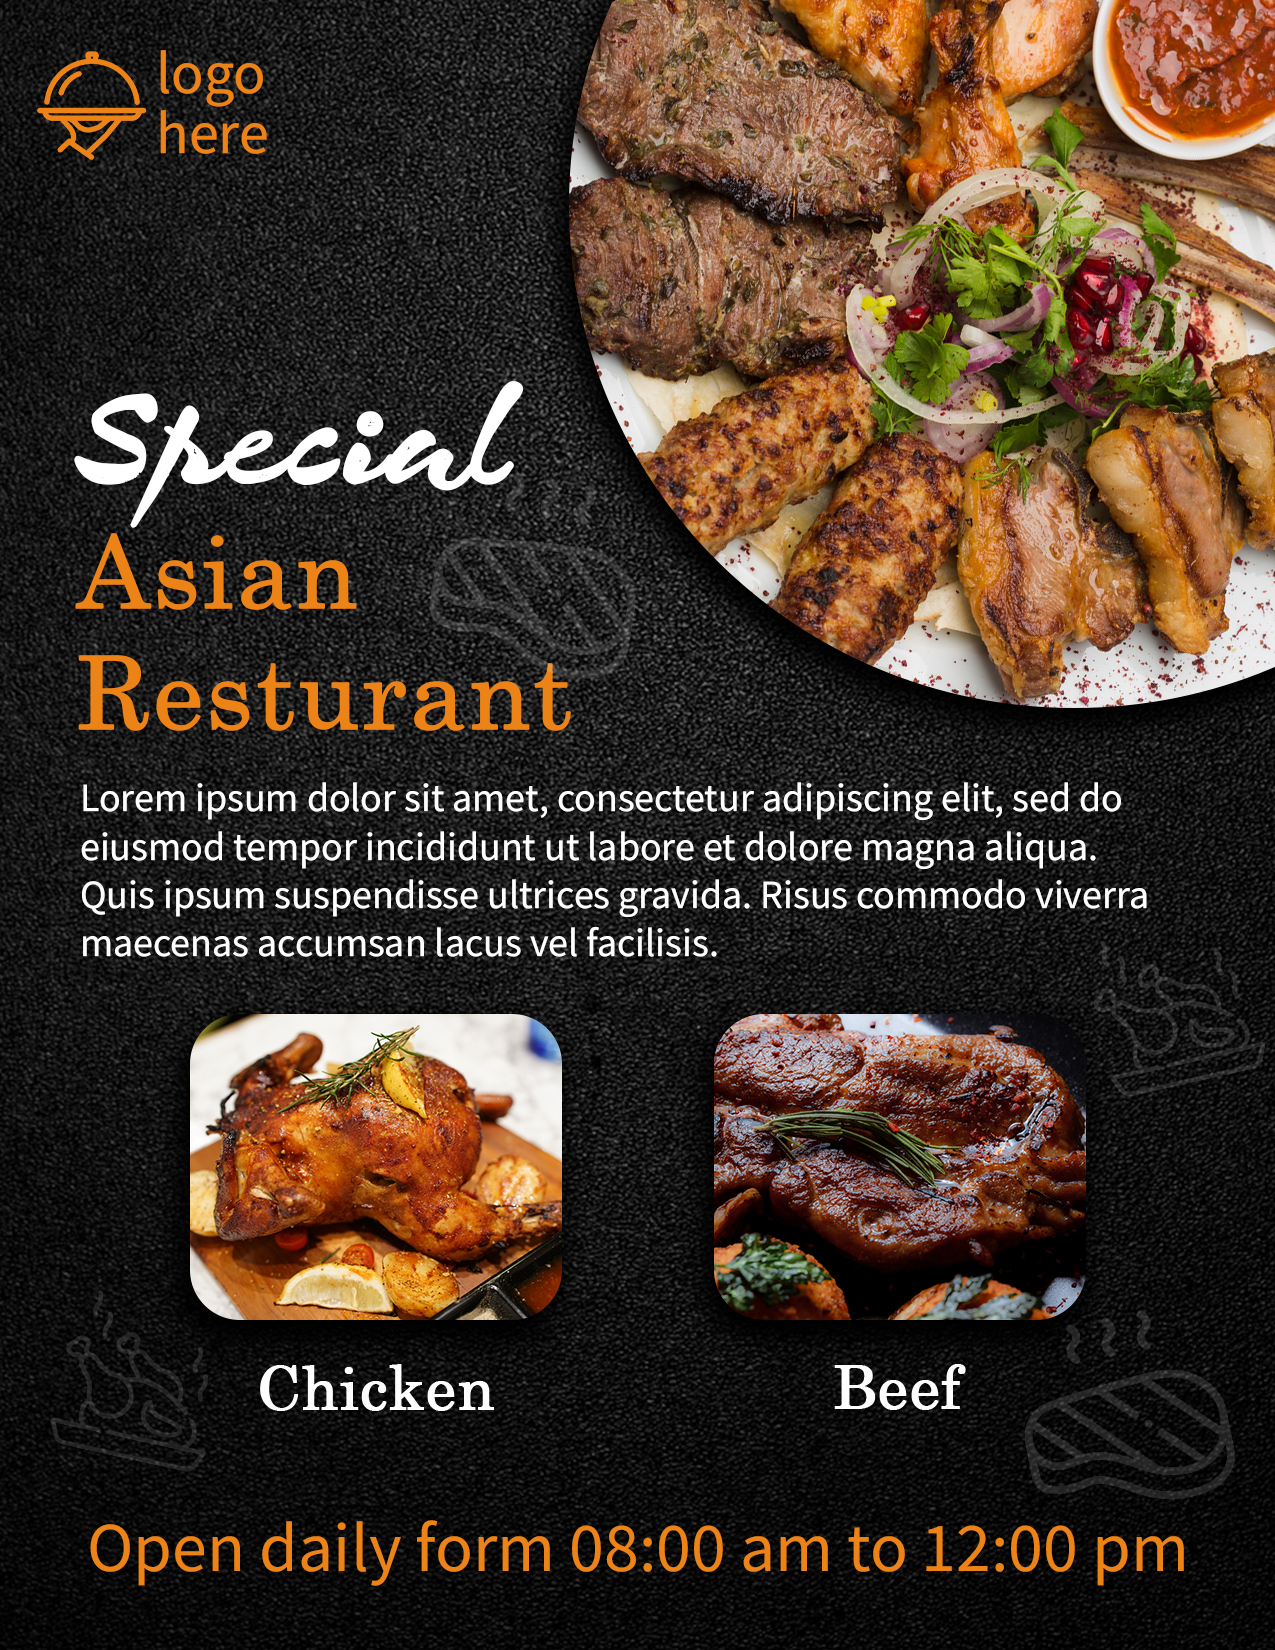 logo
here
Special
Asian
Resturant
Lorem ipsum dolor sit amet, consectetur adipiscing elit, sed do
eiusmod tempor incididunt ut labore et dolore magna aliqua.
Quis ipsum suspendisse ultrices gravida. Risus commodo viverra
maecenas accumsan lacus vel facilisis.
Chicken
Beef
Open daily form 08:00 am to 12:00 pm